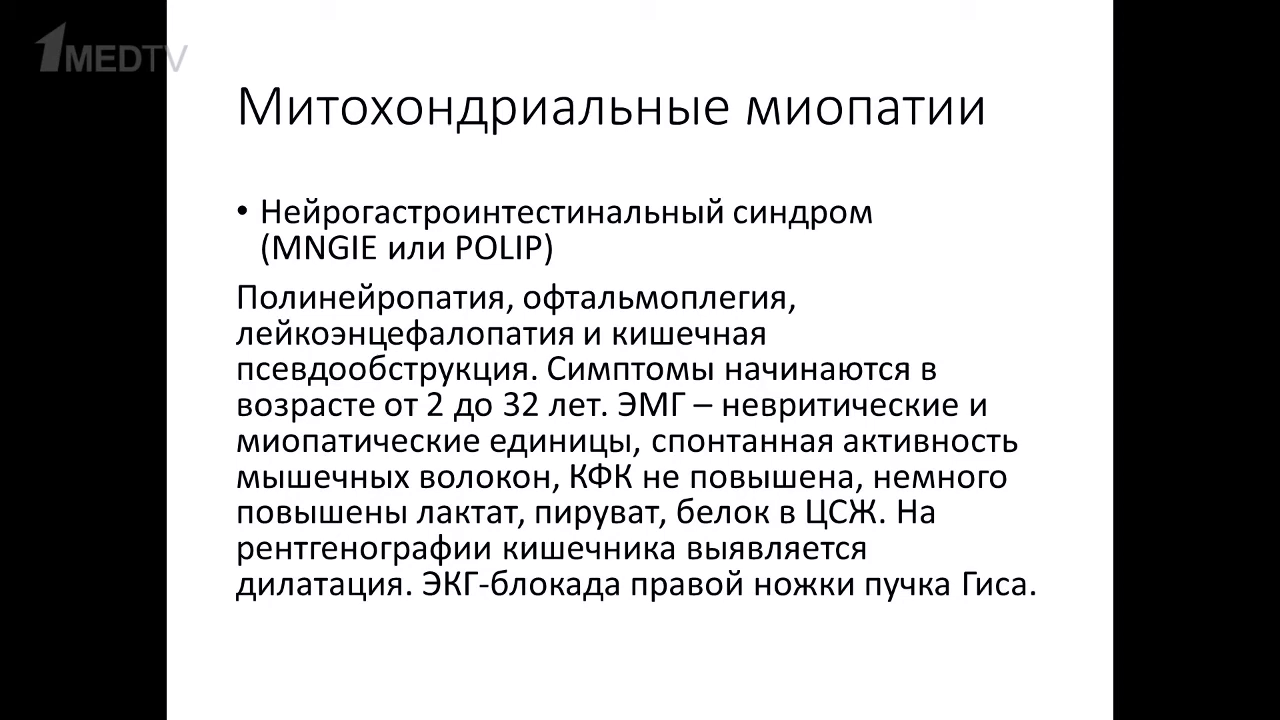 1MEDTV
Митохондриальные миопатии
• Нейрогастроинтестинальный синдром
(MNGIE или POLIP)
Полинейропатия, офтальмоплегия,
лейкоэнцефалопатия и кишечная
псевдообструкция. Симптомы начинаются в
возрасте от 2 до 32 лет. ЭМГ – невритические и
миопатические единицы, спонтанная активность
мышечных волокон, КФК не повышена, немного
повышены лактат, пируват, белок в ЦСЖ. На
рентгенографии кишечника выявляется
дилатация. ЭКГ-блокада правой ножки пучка Гиса.